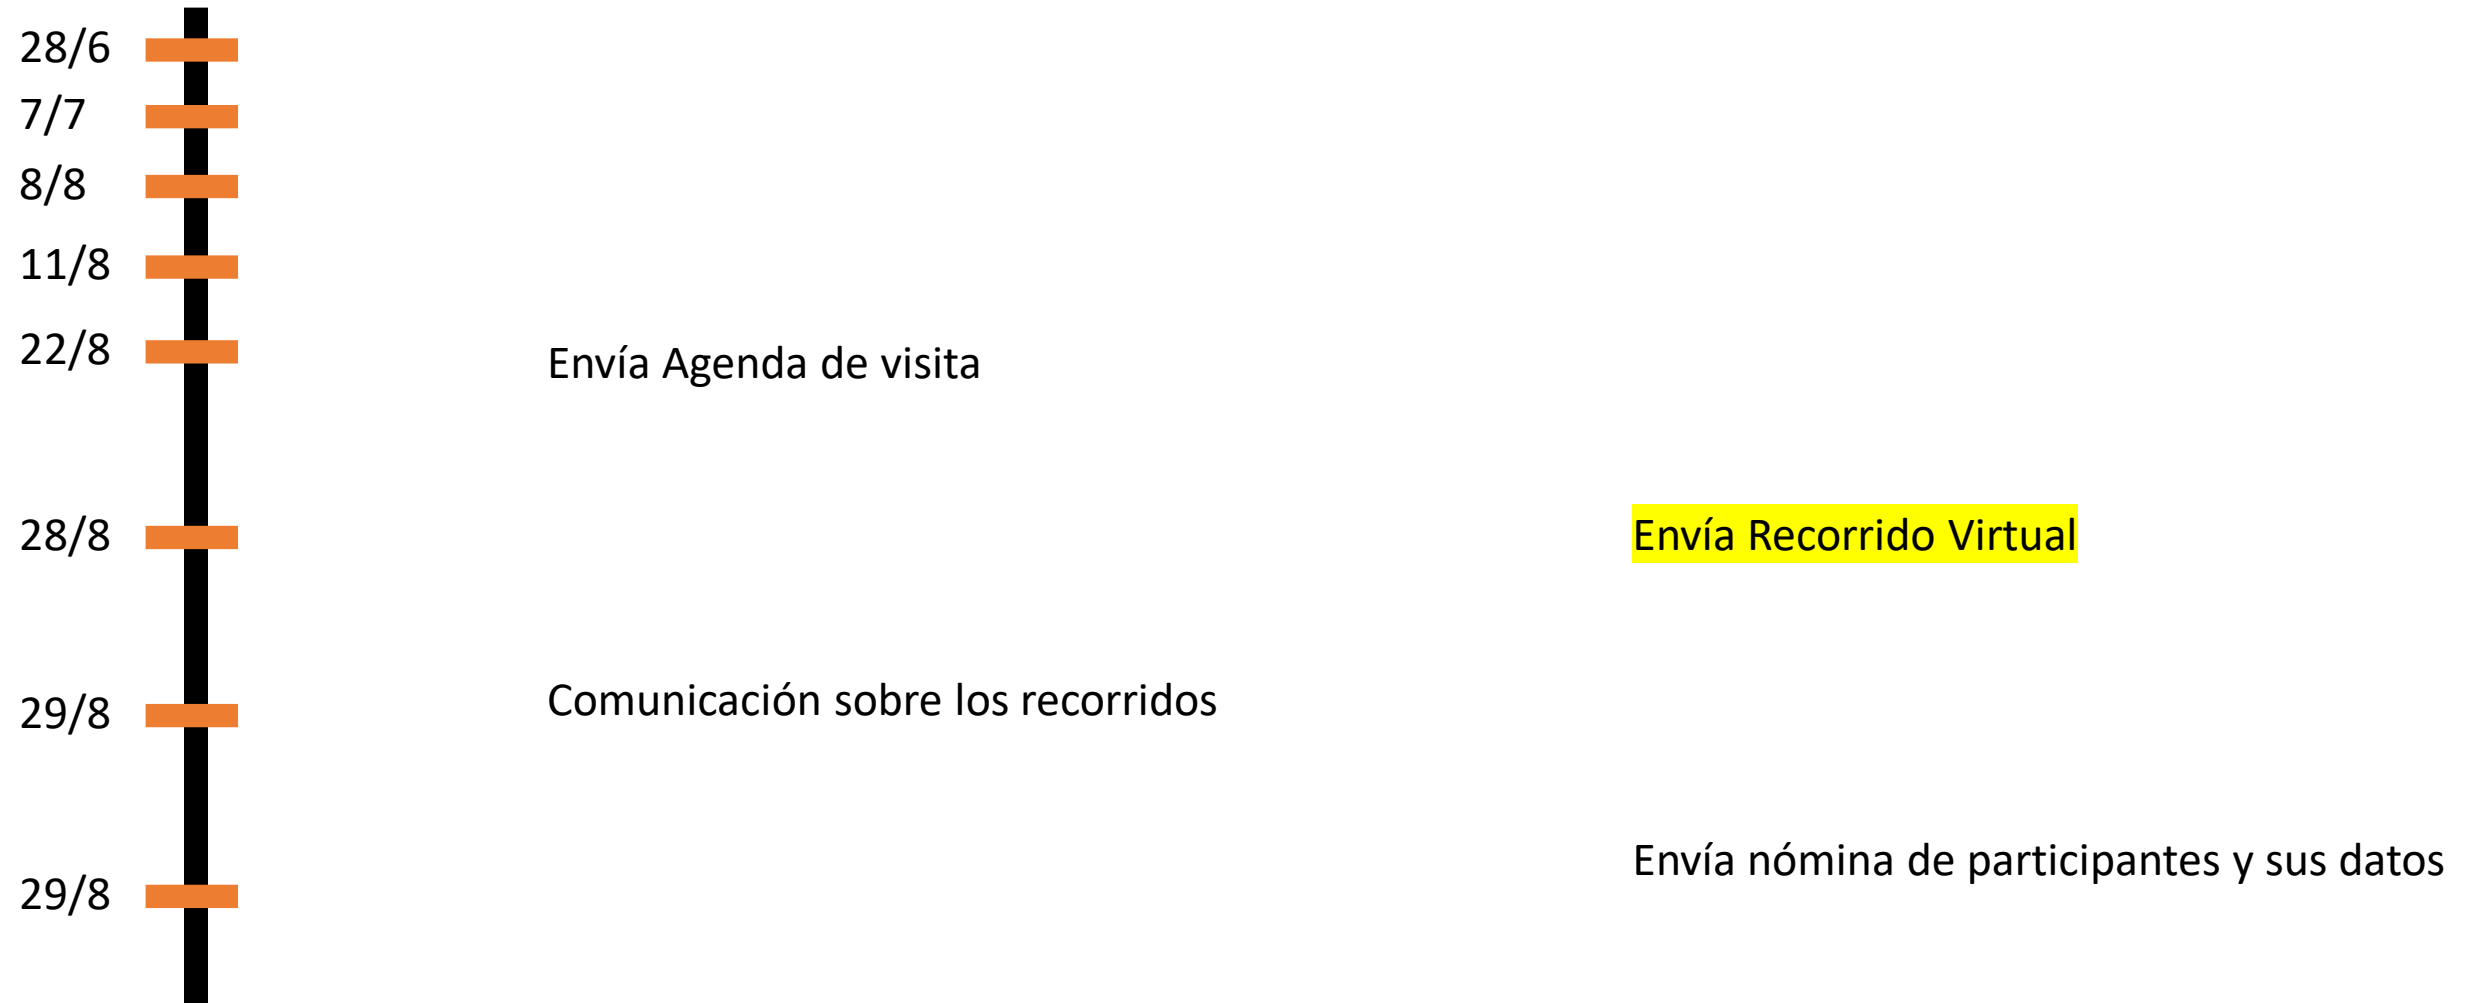 28/6
7/7
8/8
11/8
22/8
Envía Agenda de visita
28/8
Envía Recorrido Virtual
29/8
Comunicación sobre los recorridos
29/8
Envía nómina de participantes y sus datos